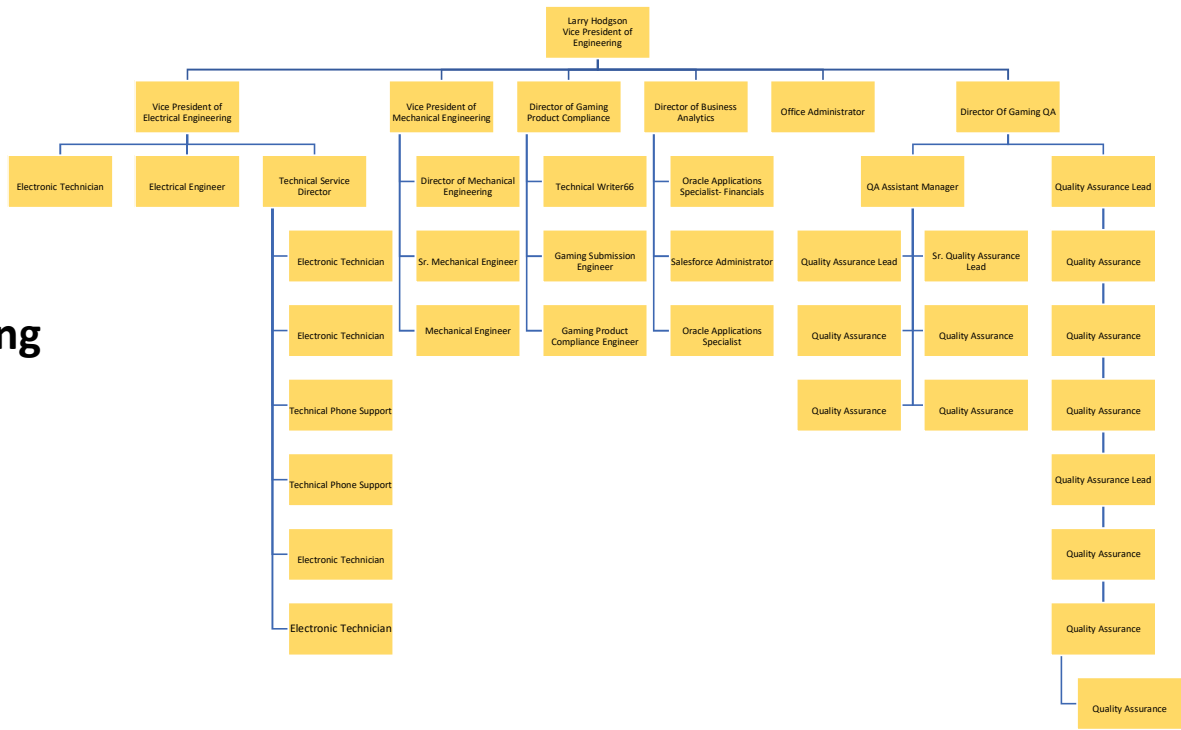 Larry Hodgson
Vice President of
Engineering
Vice President of
Electrical Engineering
Vice President of
Mechanical Engineering
Director of Gaming
Product Compliance
Director of Business
Analytics
Office Administrator
Director Of Gaming QA
Electronic Technician
Electrical Engineer
Technical Service
Director
Director of Mechanical
Engineering
Technical Writer66
Oracle Applications
Specialist- Financials
QA Assistant Manager
Quality Assurance Lead
Electronic Technician
Sr. Mechanical Engineer
Gaming Submission
Engineer
Salesforce Administrator
Quality Assurance Lead
Sr. Quality Assurance
Lead
Quality Assurance
ng
Electronic Technician
Mechanical Engineer
Gaming Product
Compliance Engineer
Oracle Applications
Specialist
Quality Assurance
Quality Assurance
Quality Assurance
Technical Phone Support
Quality Assurance
Quality Assurance
Quality Assurance
Technical Phone Support
Quality Assurance Lead
Electronic Technician
Quality Assurance
Electronic Technician
Quality Assurance
Quality Assurance